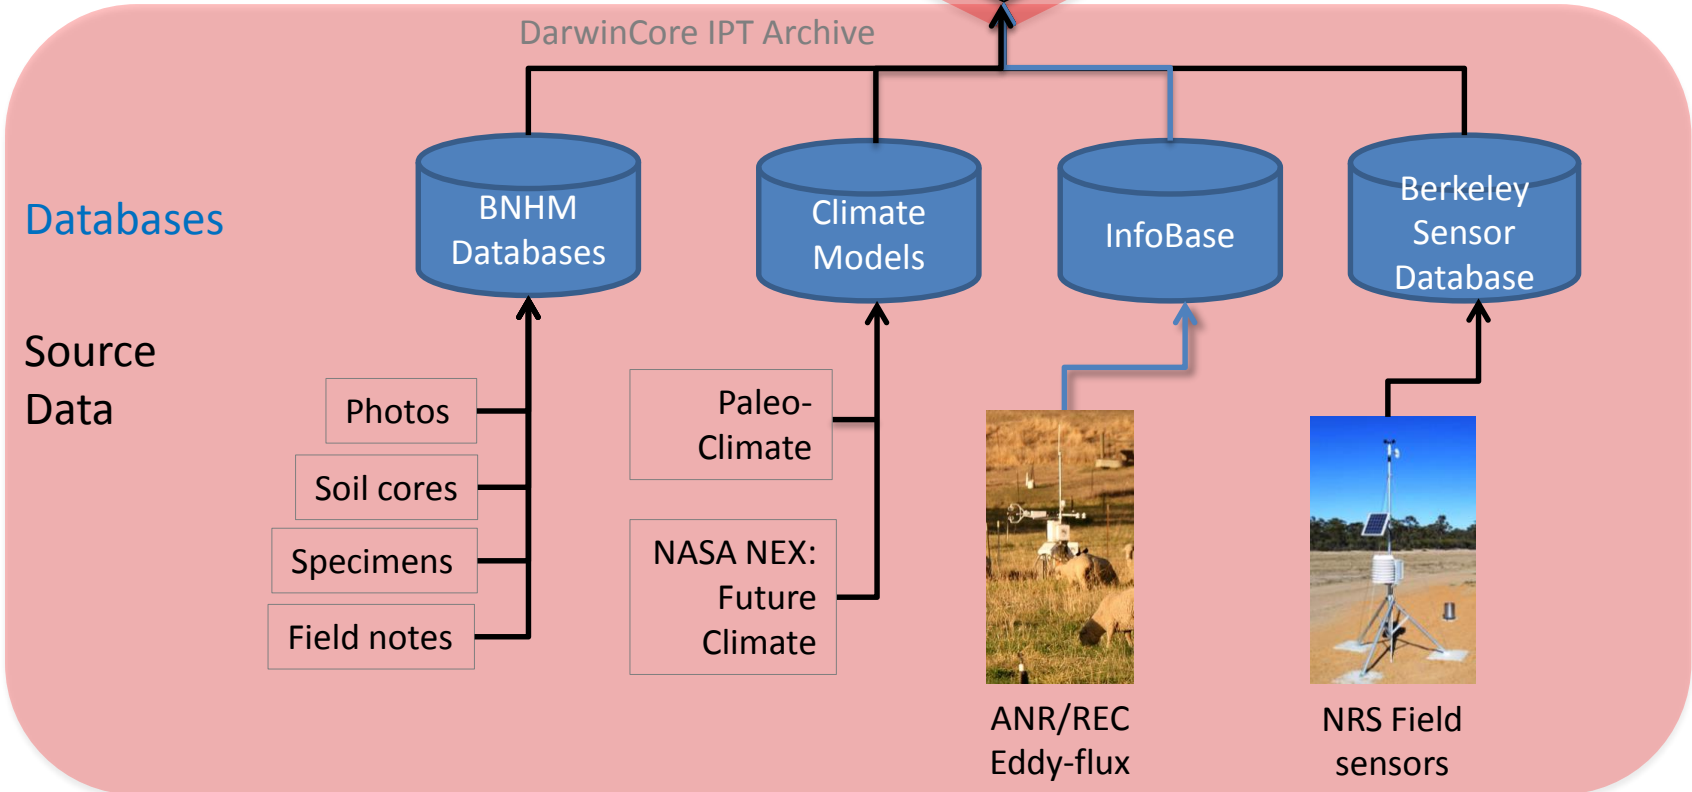 DarwinCore IPT Archive
Databases
BNHM
Databases
Climate
Models
InfoBase
Berkeley
Sensor
Database
Source
Data
Photos
Soil cores
Specimens
Field notes
Paleo-
Climate
NASA NEX:
Future
Climate
ANR/REC
Eddy-flux
NRS Field
sensors